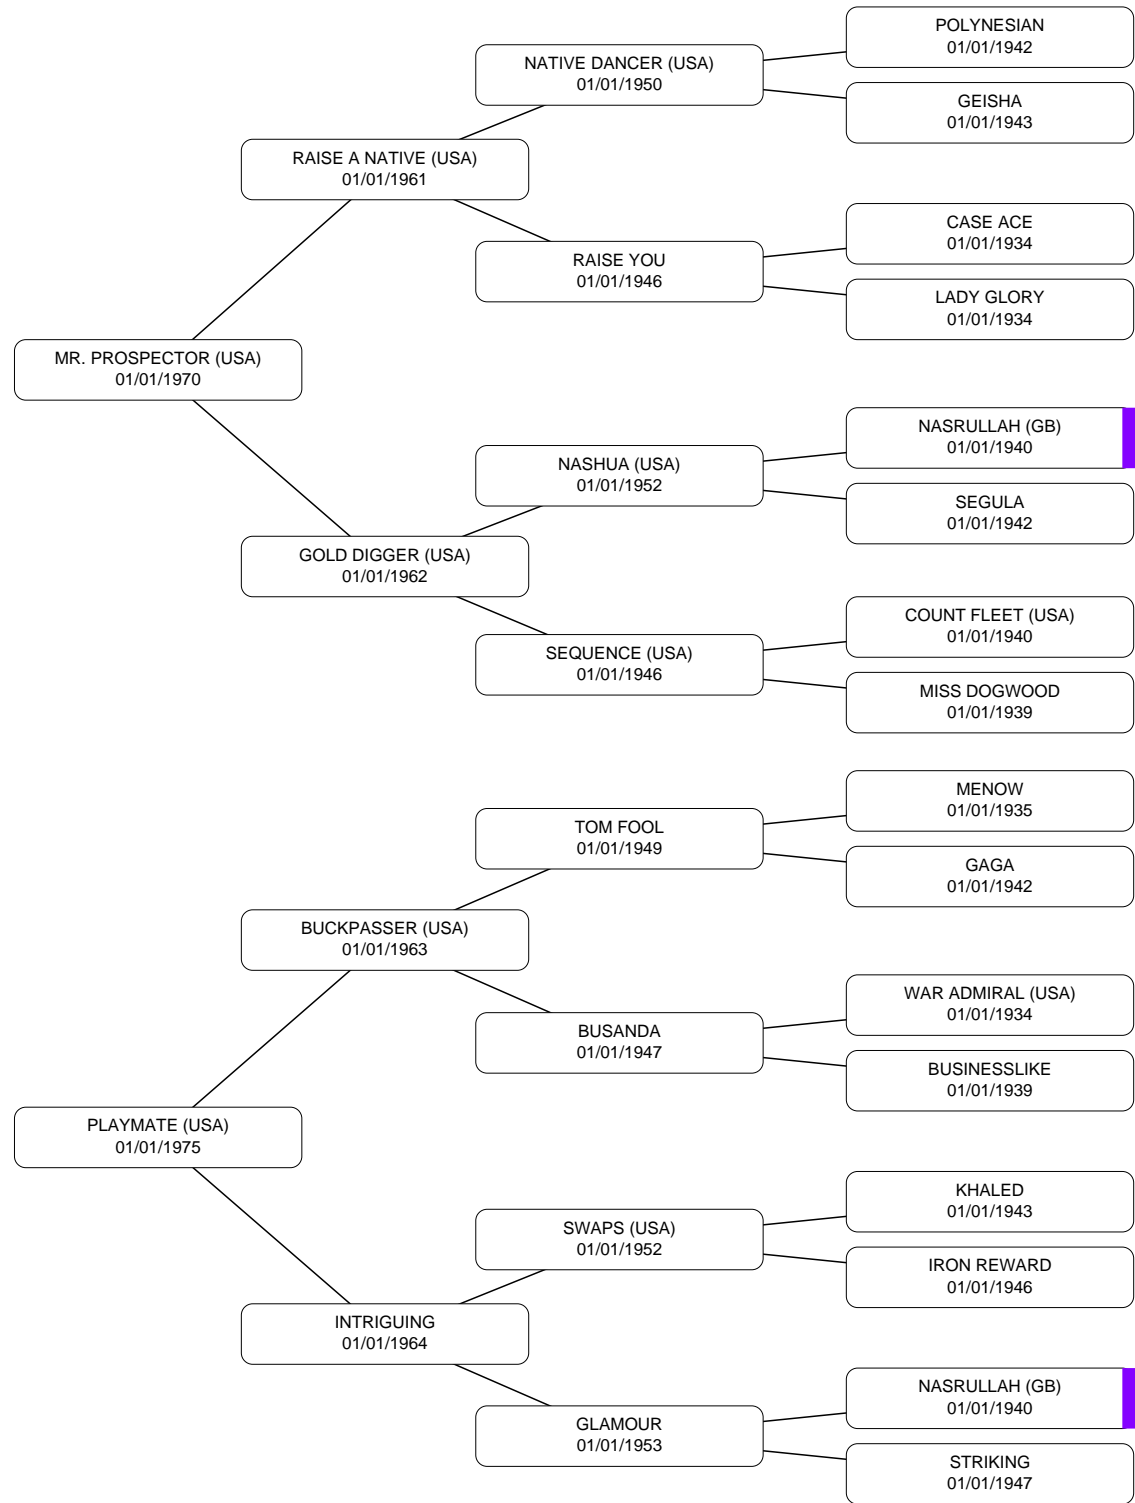 POLYNESIAN
01/01/1942
NATIVE DANCER (USA)
01/01/1950
GEISHA
01/01/1943
RAISE A NATIVE (USA)
01/01/1961
CASE ACE
01/01/1934
RAISE YOU
01/01/1946
LADY GLORY
01/01/1934
MR. PROSPECTOR (USA)
01/01/1970
NASRULLAH (GB)
01/01/1940
NASHUA (USA)
01/01/1952
SEGULA
01/01/1942
GOLD DIGGER (USA)
01/01/1962
COUNT FLEET (USA)
01/01/1940
SEQUENCE (USA)
01/01/1946
MISS DOGWOOD
01/01/1939
MENOW
01/01/1935
TOM FOOL
01/01/1949
GAGA
01/01/1942
BUCKPASSER (USA)
01/01/1963
WAR ADMIRAL (USA)
01/01/1934
BUSANDA
01/01/1947
BUSINESSLIKE
01/01/1939
PLAYMATE (USA)
01/01/1975
KHALED
01/01/1943
SWAPS (USA)
01/01/1952
IRON REWARD
01/01/1946
INTRIGUING
01/01/1964
NASRULLAH (GB)
01/01/1940
GLAMOUR
01/01/1953
STRIKING
01/01/1947